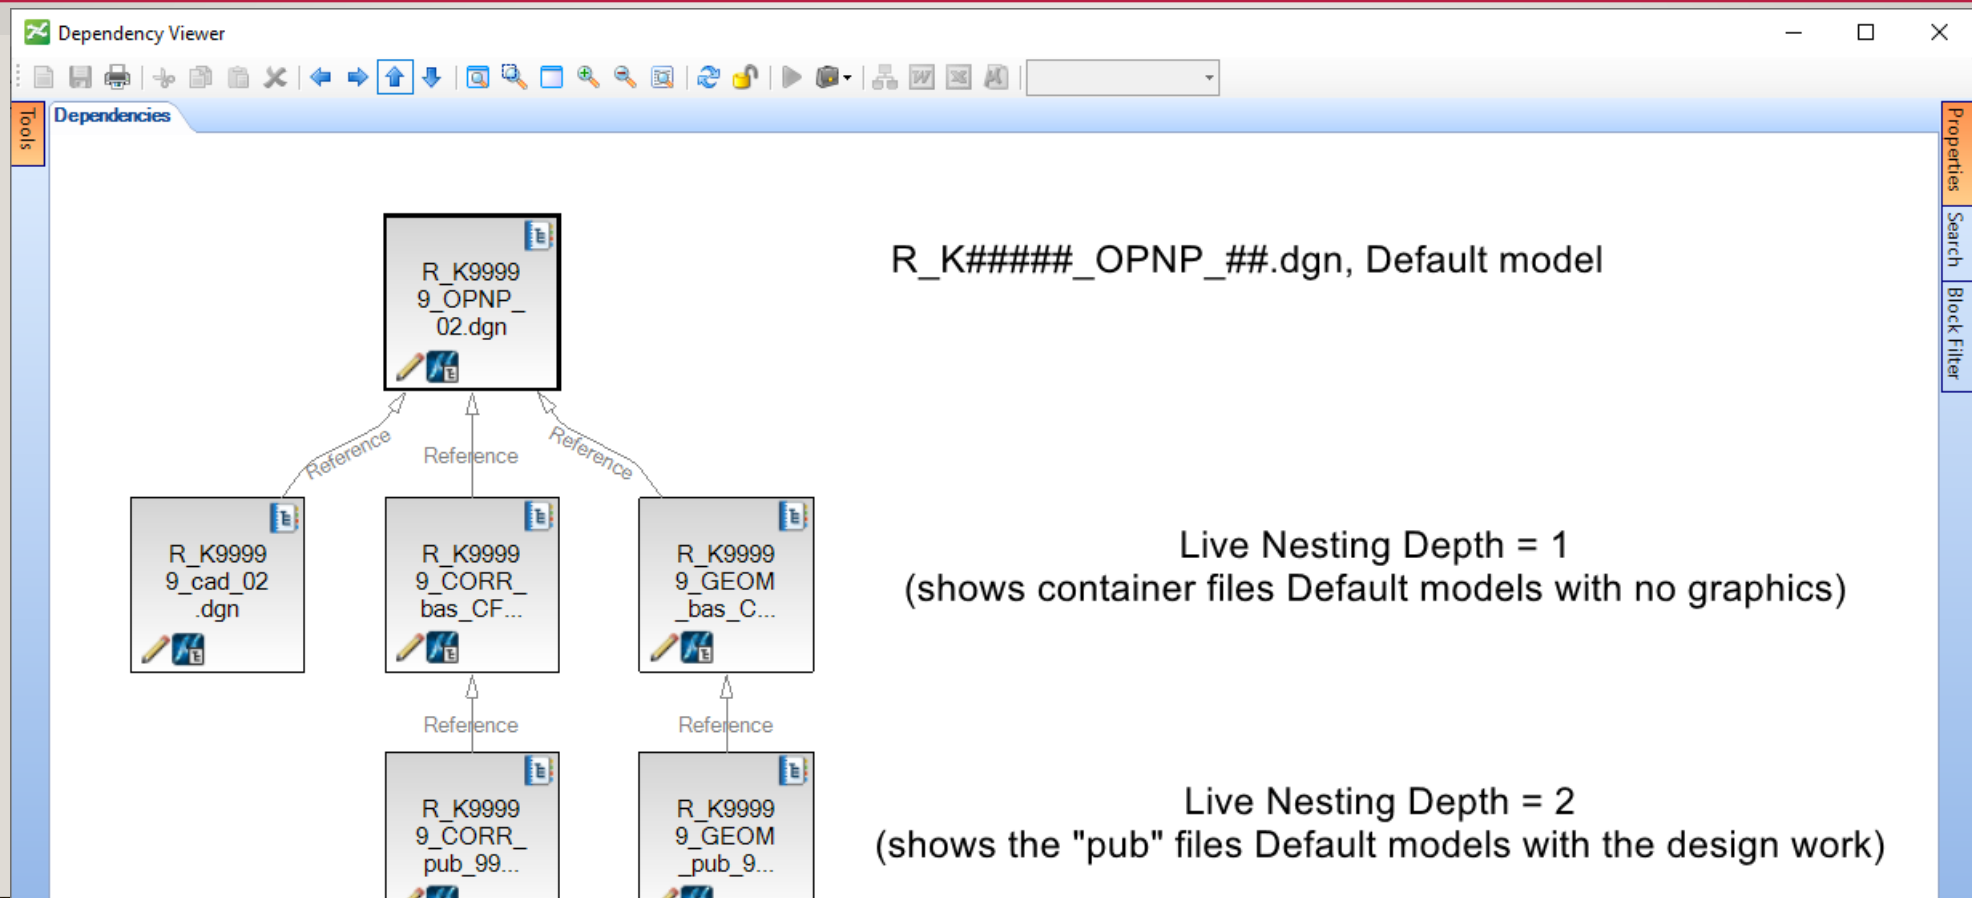 Dependency Viewer
Tools
Dependencies
Properties
Search
Block Filter
R_K9999
9_OPNP_
02.dgn
R_K#####_OPNP_##.dgn, Default model
Reference
Reference
Reference
R_K9999
9_cad_02
.dgn
R_K9999
9_CORR_
bas_CF...
R_K9999
9_GEOM
_bas_C...
Live Nesting Depth = 1
(shows container files Default models with no graphics)
Reference
Reference
R_K9999
9_CORR_
pub_99...
R_K9999
9_GEOM
_pub_9...
Live Nesting Depth = 2
(shows the "pub" files Default models with the design work)